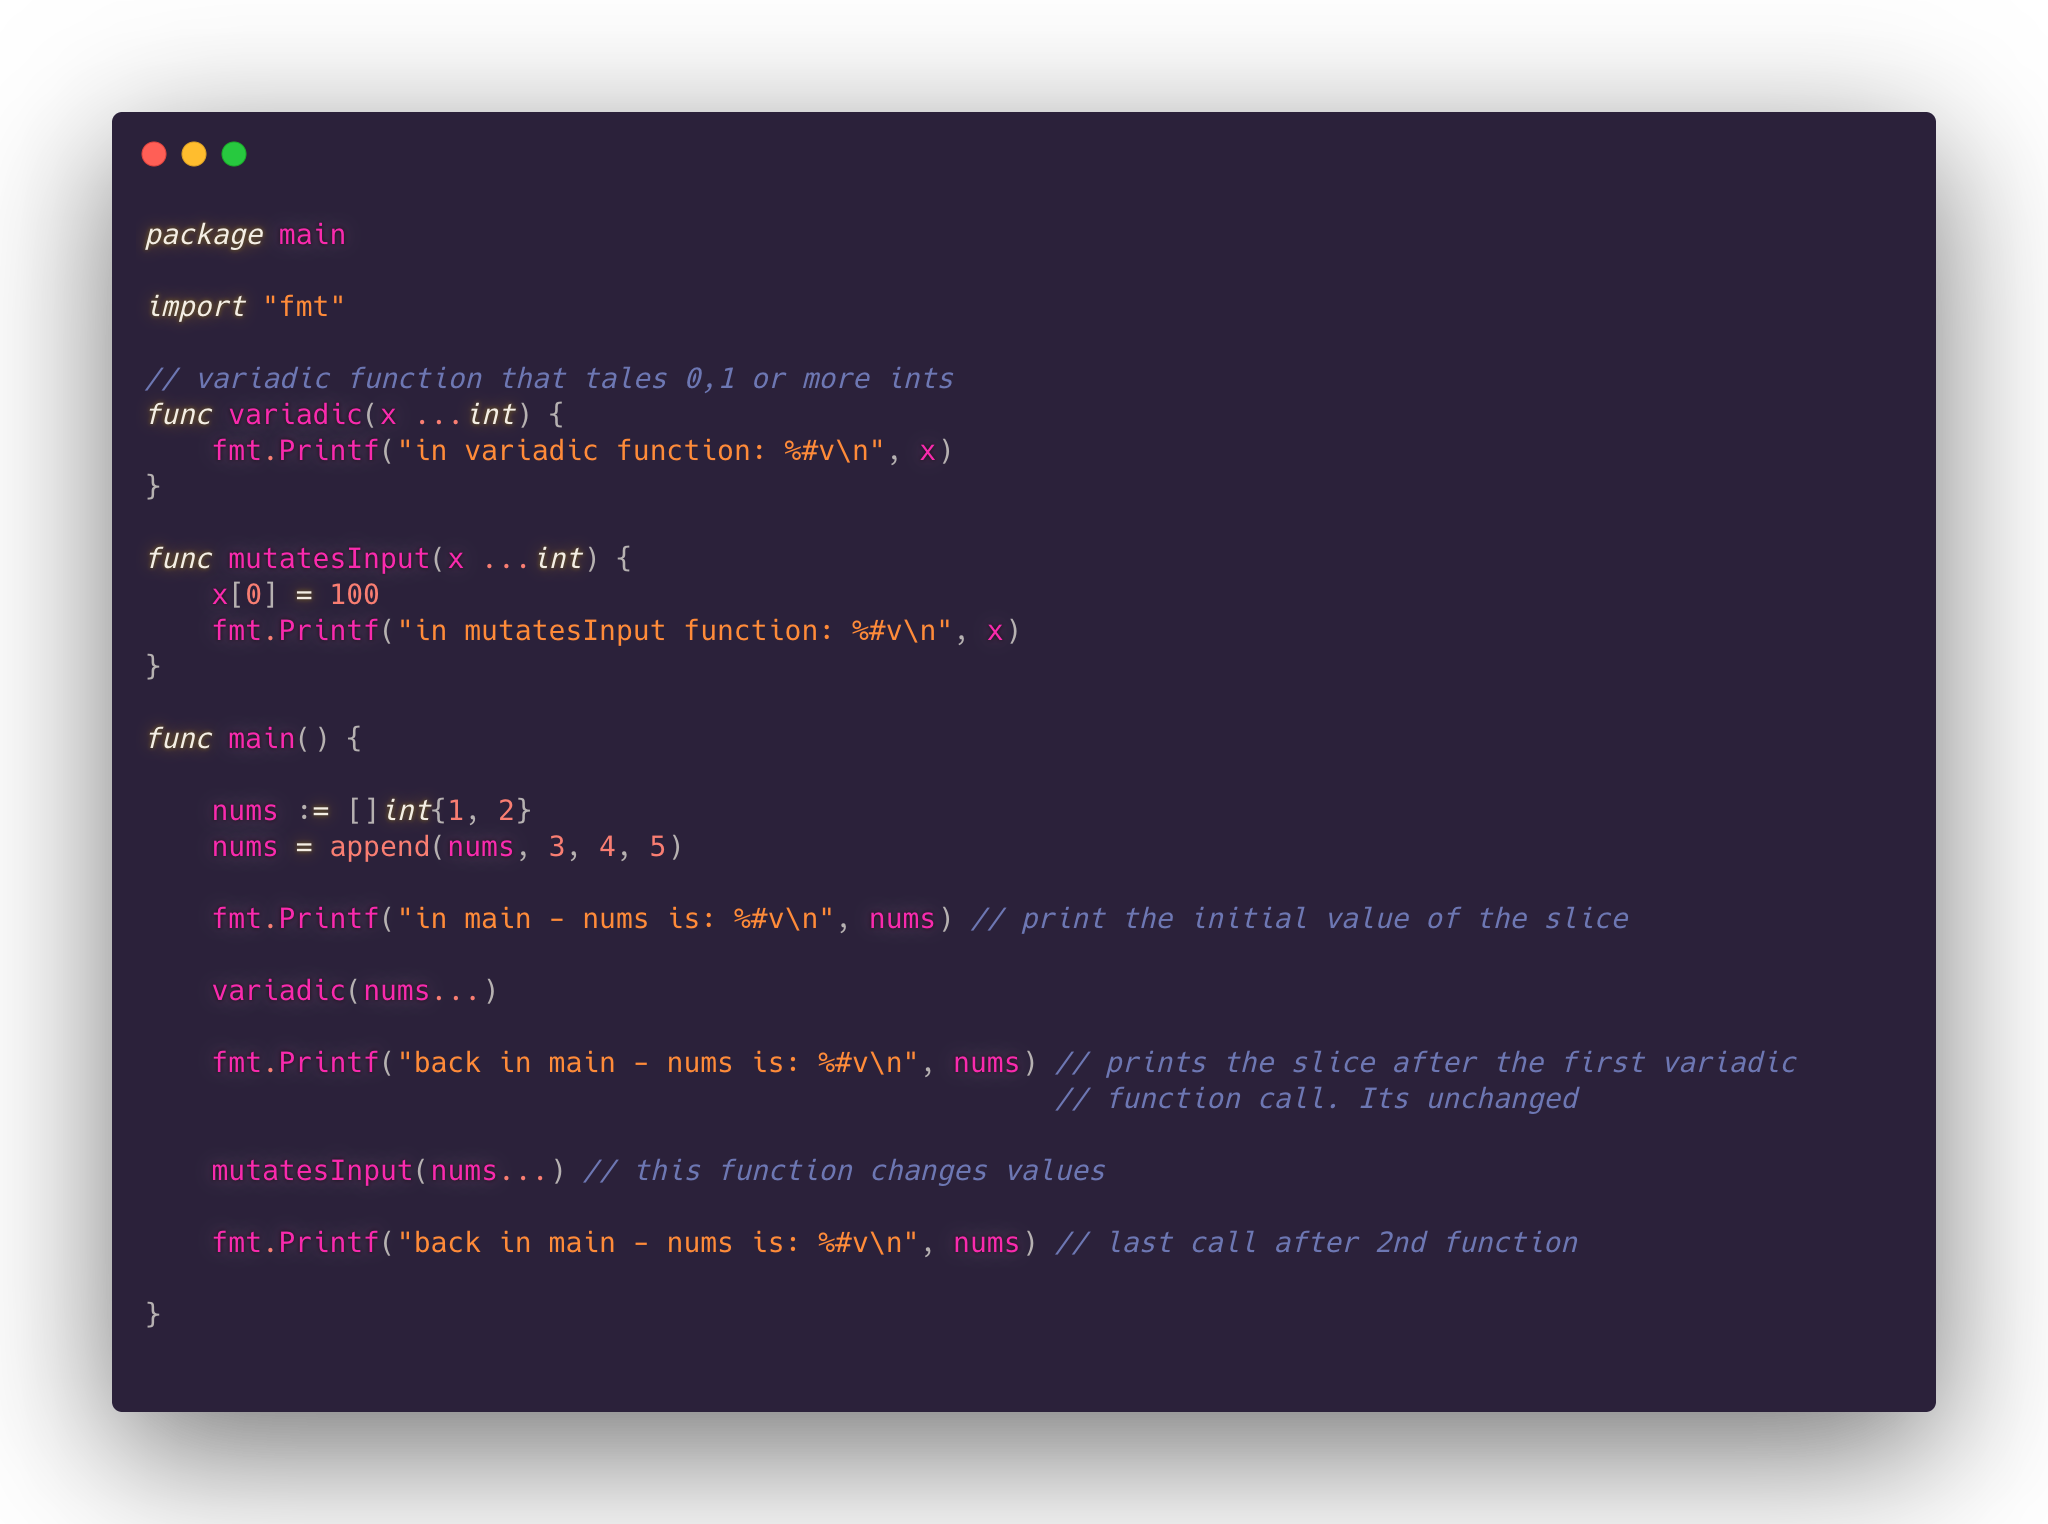 package main
import "fmt"
// variadic function that tales 0,1 or more ints
func variadic(x ...int) {
    fmt.Printf("in variadic function: %#v\n", x)
}
func mutatesInput(x ...int) {
    x[0] = 100
    fmt.Printf("in mutatesInput function: %#v\n", x)
}
func main() {
    nums := []int{1, 2}
    nums = append(nums, 3, 4, 5)
    fmt.Printf("in main - nums is: %#v\n", nums) // print the initial value of the slice
    variadic(nums...)
    fmt.Printf("back in main - nums is: %#v\n", nums) // prints the slice after the first variadic
                                                      // function call. Its unchanged
    mutatesInput(nums...) // this function changes values
    fmt.Printf("back in main - nums is: %#v\n", nums) // last call after 2nd function
}